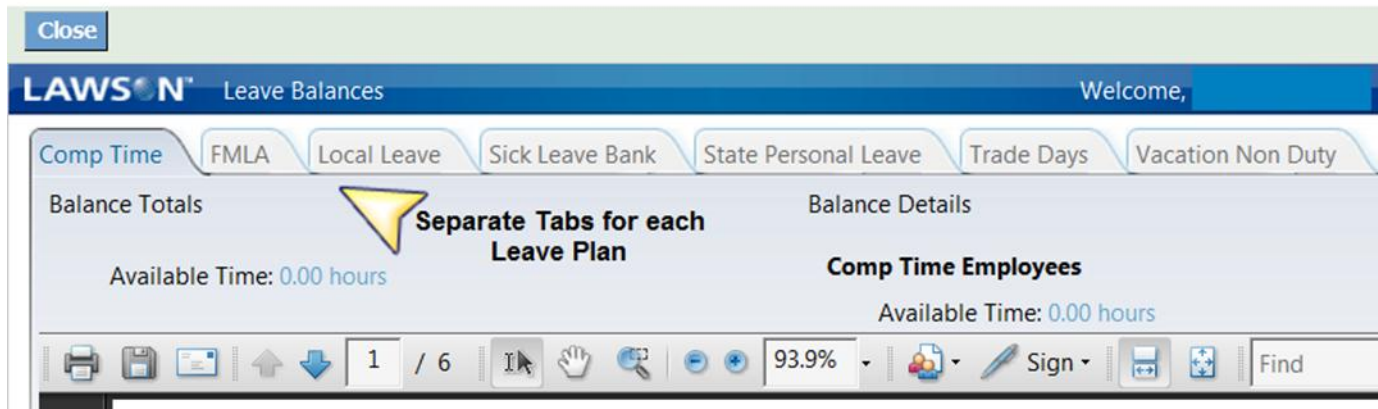 Close
LAWSON™ Leave Balances Welcome,
Comp Time FMLA Local Leave Sick Leave Bank State Personal Leave Trade Days Vacation Non Duty
Balance Totals Balance Details
Separate Tabs for each
Leave Plan
Comp Time Employees
Available Time: 0.00 hours
Available Time: 0.00 hours
1 / 6 93.9% Sign Find